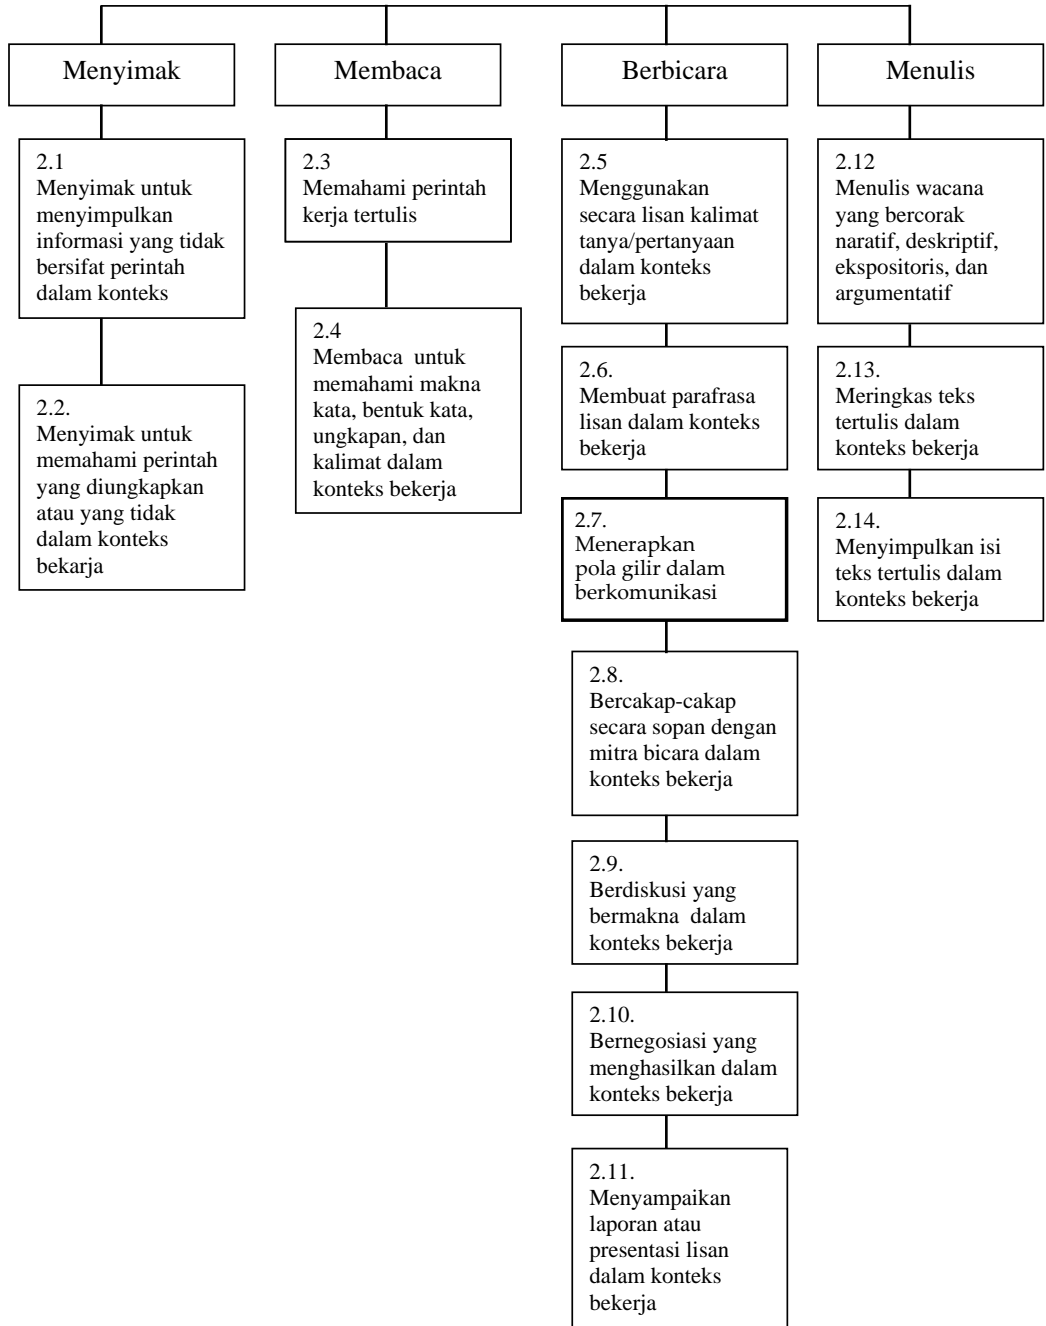 Menyimak
Membaca
Berbicara
Menulis
2.1
Menyimak untuk
menyimpulkan
informasi yang tidak
bersifat perintah
dalam konteks
2.2.
Menyimak untuk
memahami perintah
yang diungkapkan
atau yang tidak
dalam konteks
bekarja
2.3
Memahami perintah
kerja tertulis
2.4
Membaca untuk
memahami makna
kata, bentuk kata,
ungkapan, dan
kalimat dalam
konteks bekerja
2.5
Menggunakan
secara lisan kalimat
tanya/pertanyaan
dalam konteks
bekerja
2.6.
Membuat parafrasa
lisan dalam konteks
bekerja
2.7.
Menerapkan
pola gilir dalam
berkomunikasi
2.8.
Bercakap-cakap
secara sopan dengan
mitra bicara dalam
konteks bekerja
2.9.
Berdiskusi yang
bermakna dalam
konteks bekerja
2.10.
Bernegosiasi yang
menghasilkan dalam
konteks bekerja
2.11.
Menyampaikan
laporan atau
presentasi lisan
dalam konteks
bekerja
2.12
Menulis wacana
yang bercorak
naratif, deskriptif,
ekspositoris, dan
argumentatif
2.13.
Meringkas teks
tertulis dalam
konteks bekerja
2.14.
Menyimpulkan isi
teks tertulis dalam
konteks bekerja